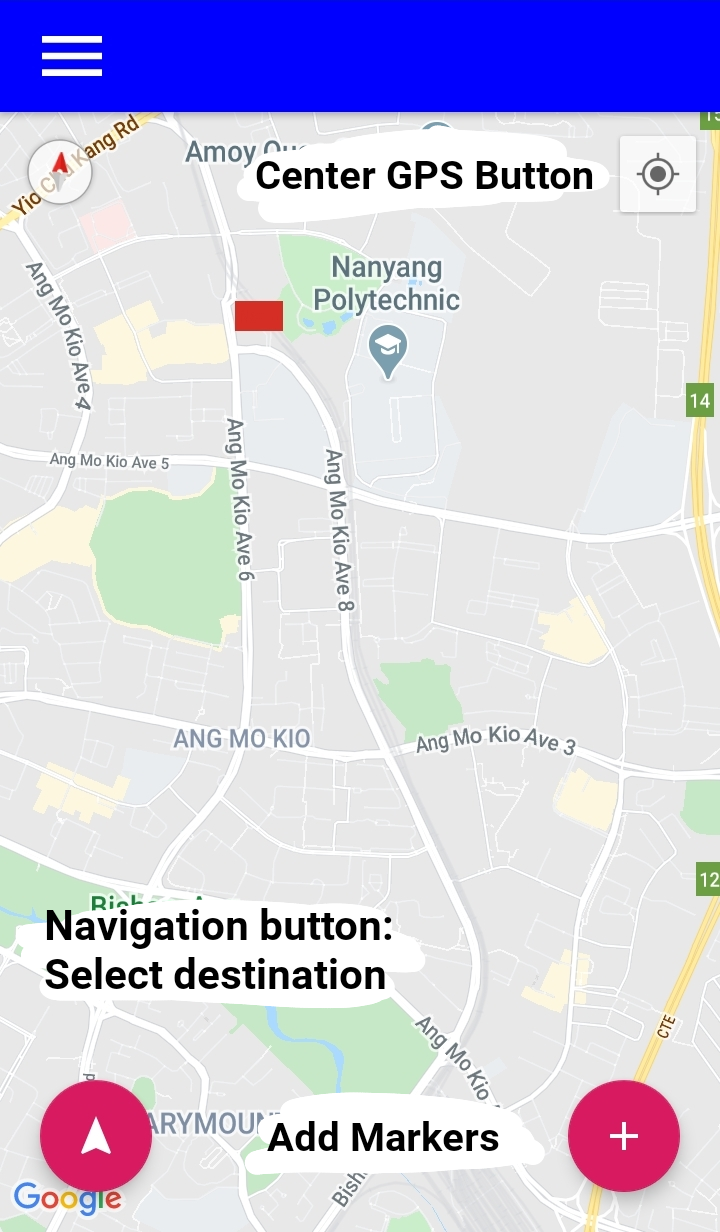 Yio Chu Kang Rd
Amoy
Center GPS Button
Nanyang
Polytechnic
Ang Mo Kio Ave 4
14
Ang Mo Kio Ave 5
Ang Mo Kio Ave 6
Ang Mo Kio Ave 8
ANG MO KIO
Ang Mo Kio Ave 3
12
Navigation button:
Select destination
CTE
Ang Mo Kio
ARYMOUN
Add Markers
Bish
Google